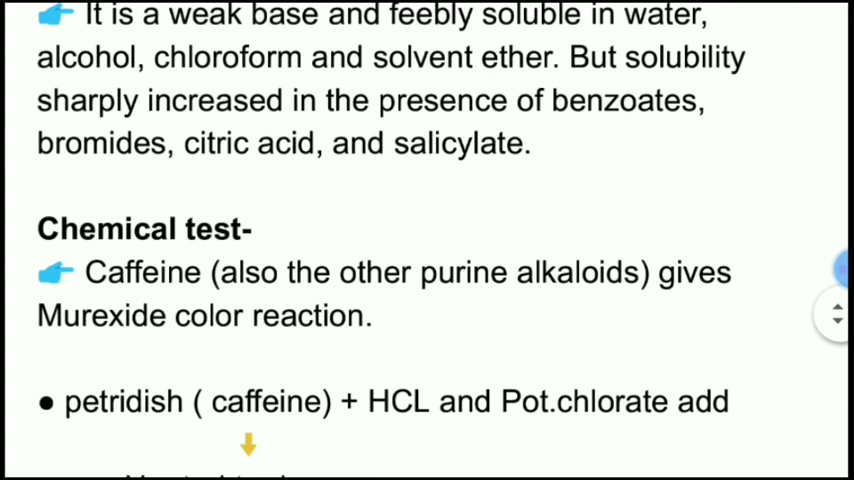 👉 It is a weak base and feebly soluble in water,
alcohol, chloroform and solvent ether. But solubility
sharply increased in the presence of benzoates,
bromides, citric acid, and salicylate.
Chemical test-
👉 Caffeine (also the other purine alkaloids) gives
Murexide color reaction.
● petridish ( caffeine) + HCL and Pot.chlorate add